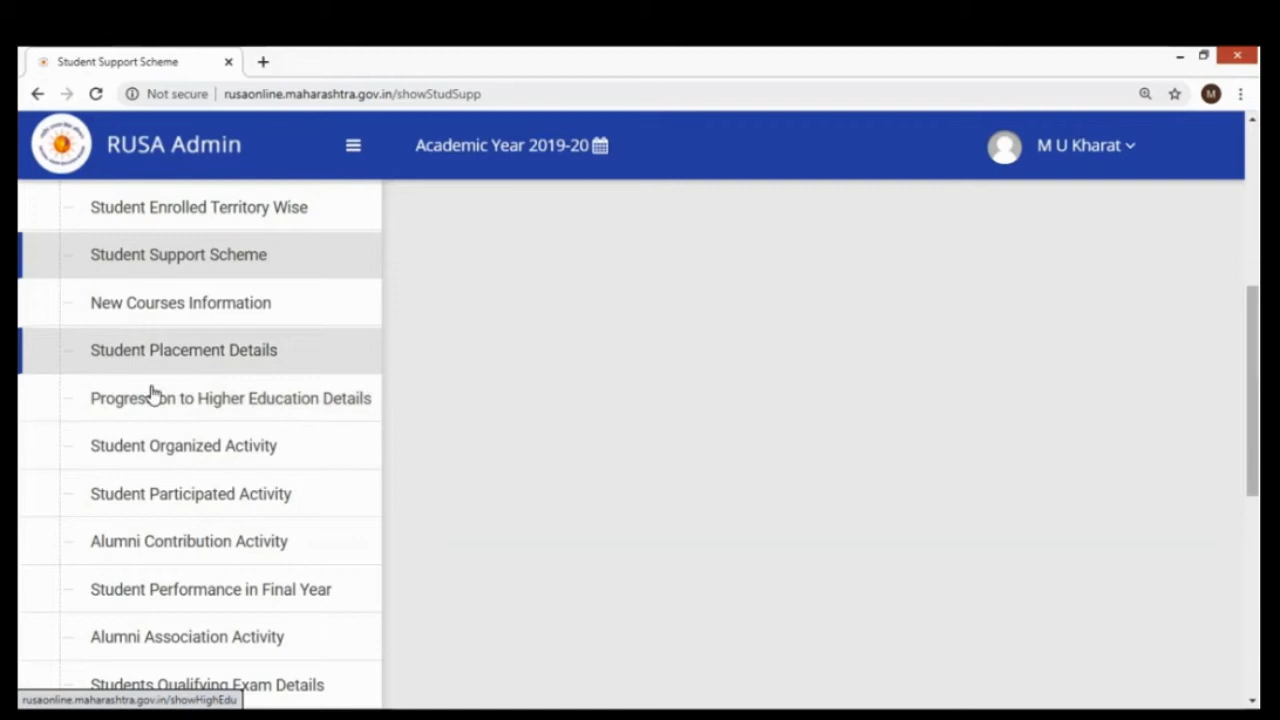 Student Support Scheme
Not secure rusaonline.maharashtra.gov.in/showStudSupp
M
RUSA Admin
Academic Year 2019-20
M U Kharat
Student Enrolled Territory Wise
Student Support Scheme
New Courses Information
Student Placement Details
Progression to Higher Education Details
Student Organized Activity
Student Participated Activity
Alumni Contribution Activity
Student Performance in Final Year
Alumni Association Activity
Students Qualifying Exam Details
rusaonline.maharashtra.gov.in/showHighEdu